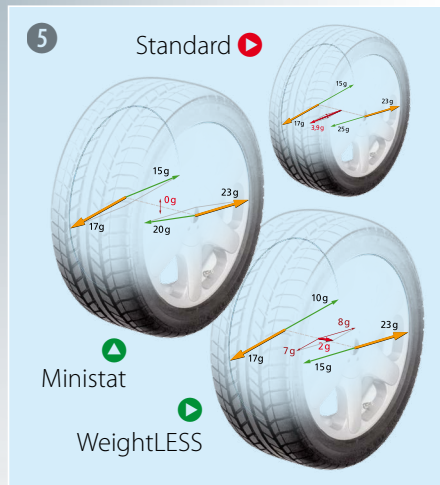 5
Standard
15g
23g
17g
3,9g
25g
15g
23g
0g
17g
20g
Ministat
10g
8g
23g
17g
7g
2g
15g
WeightLESS